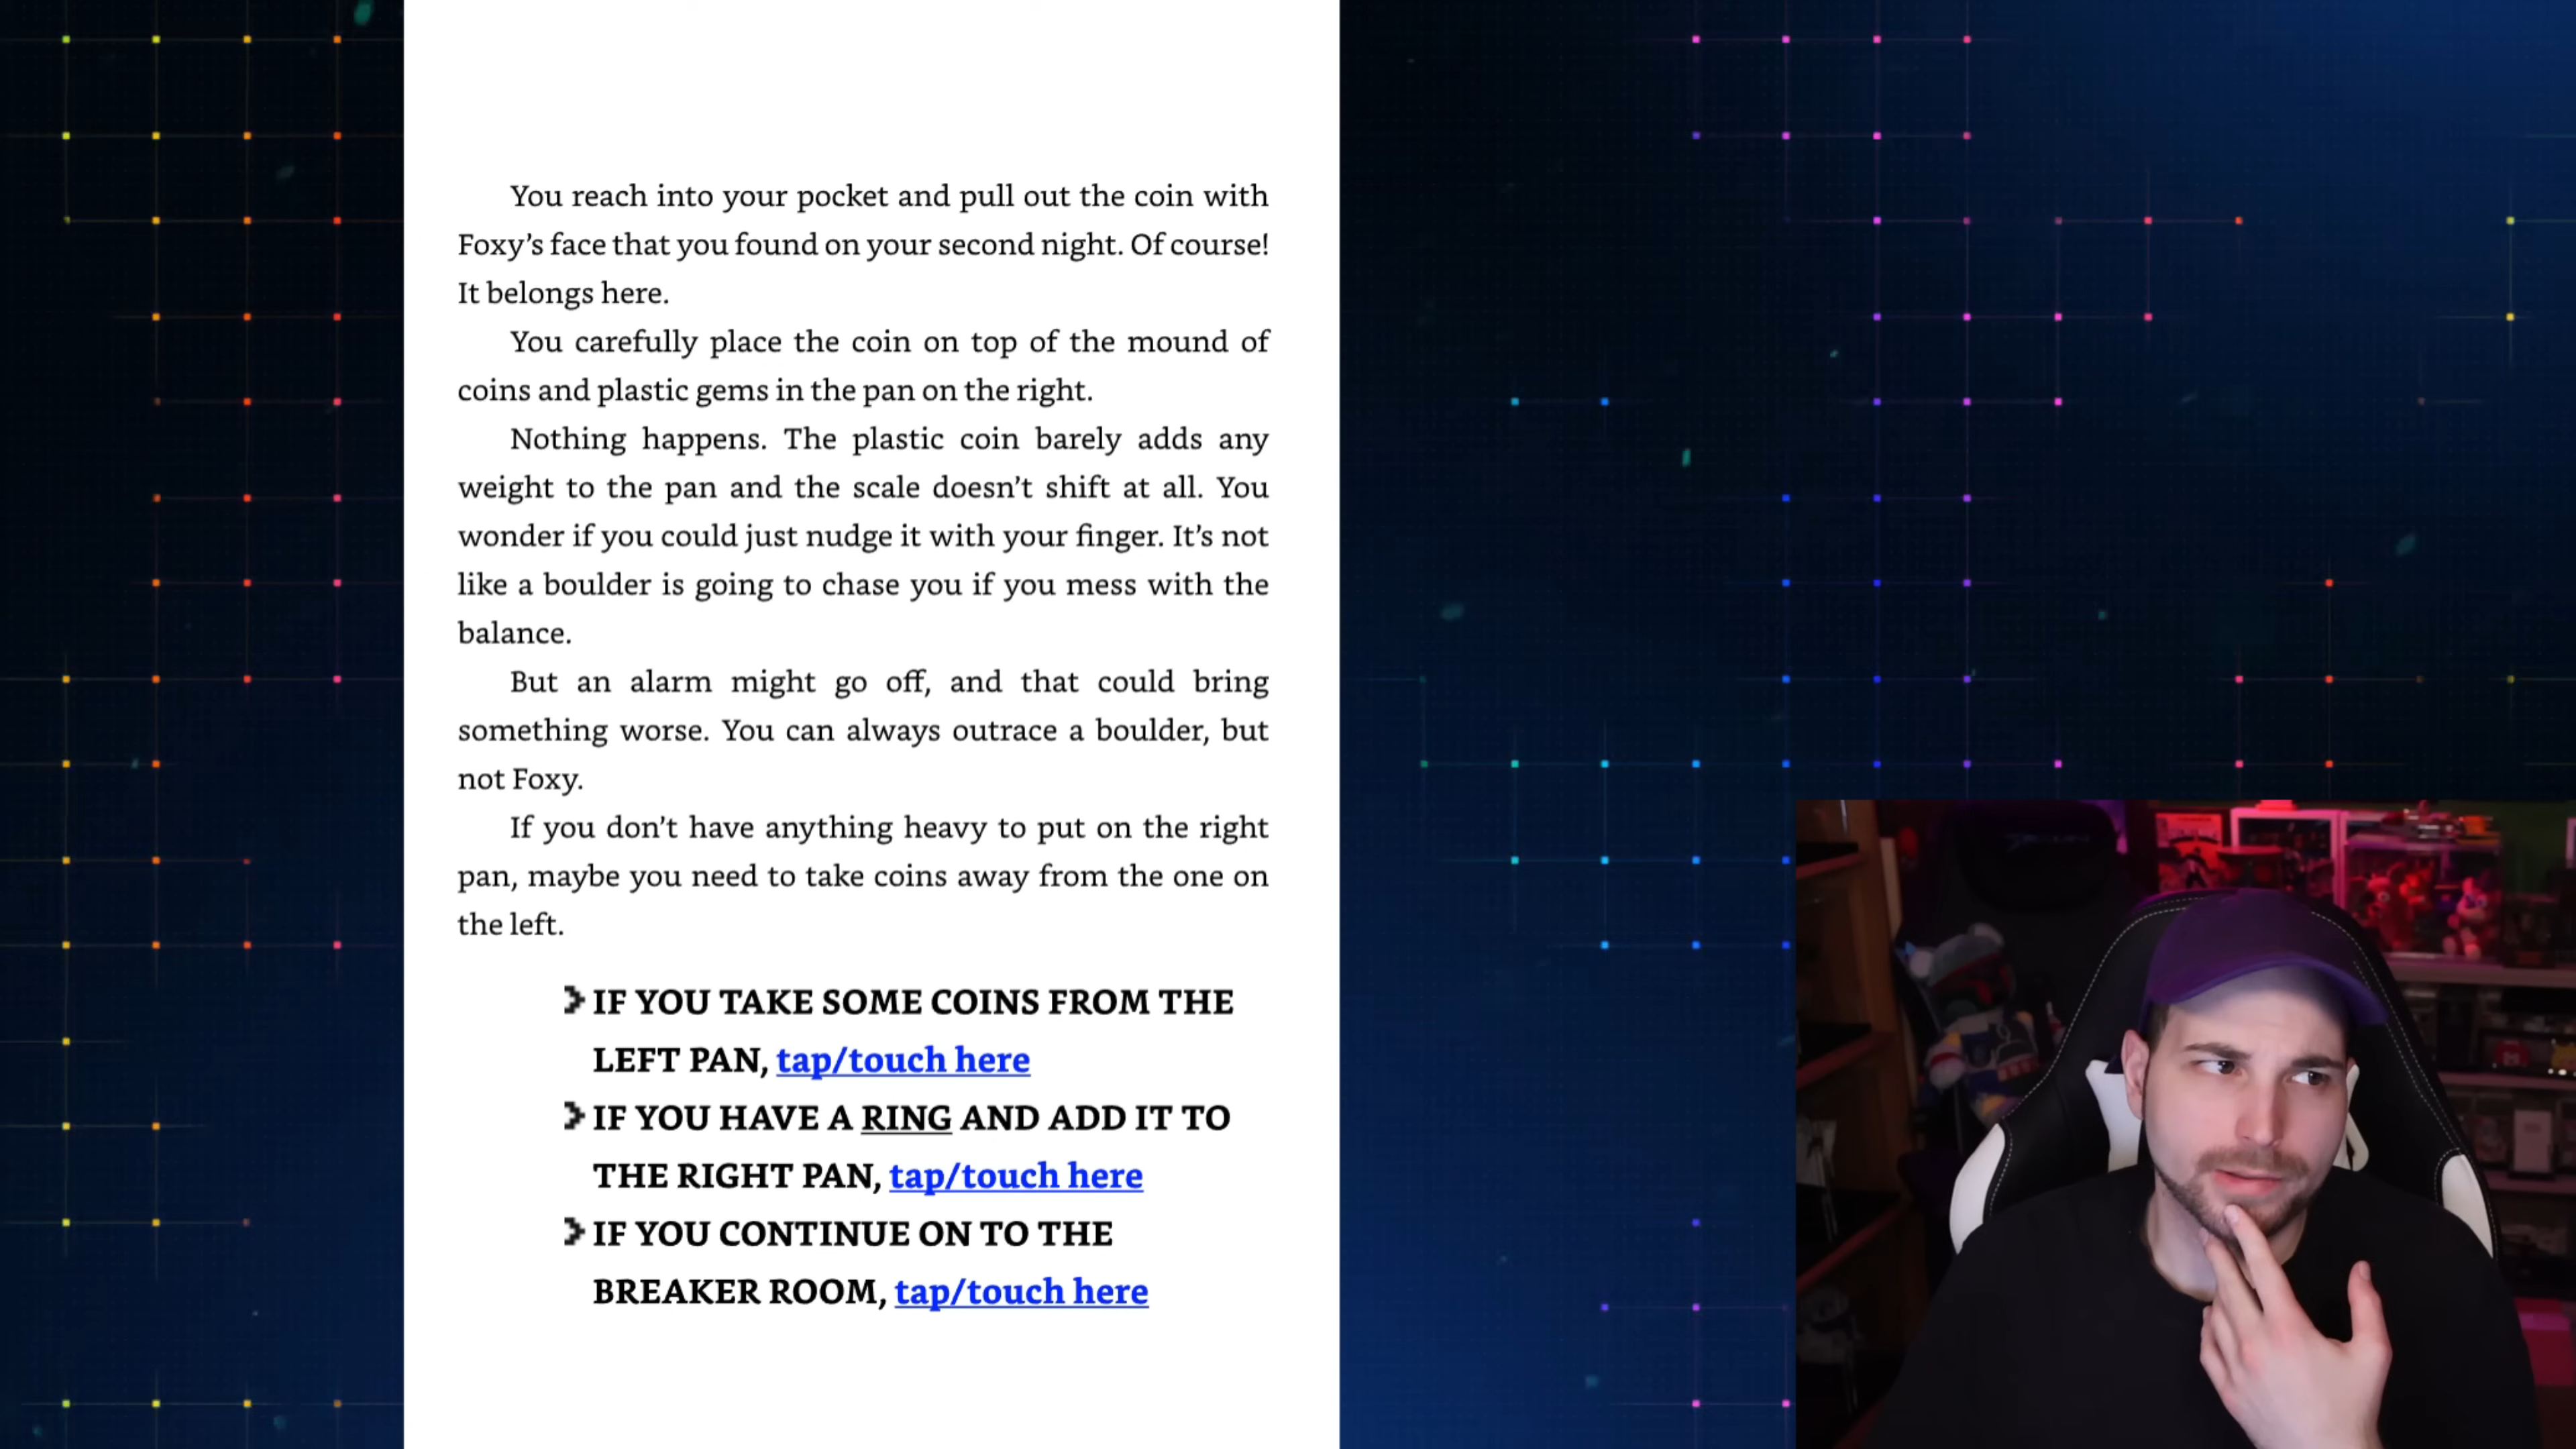 You reach into your pocket and pull out the coin with
Foxy’s face that you found on your second night. Of course!
It belongs here.
You carefully place the coin on top of the mound of
coins and plastic gems in the pan on the right.
Nothing happens. The plastic coin barely adds any
weight to the pan and the scale doesn’t shift at all. You
wonder if you could just nudge it with your finger. It’s not
like a boulder is going to chase you if you mess with the
balance.
But an alarm might go off, and that could bring
something worse. You can always outrace a boulder, but
not Foxy.
If you don’t have anything heavy to put on the right
pan, maybe you need to take coins away from the one on
the left.
IF YOU TAKE SOME COINS FROM THE
LEFT PAN, tap/touch here
IF YOU HAVE A RING AND ADD IT TO
THE RIGHT PAN, tap/touch here
IF YOU CONTINUE ON TO THE
BREAKER ROOM, tap/touch here